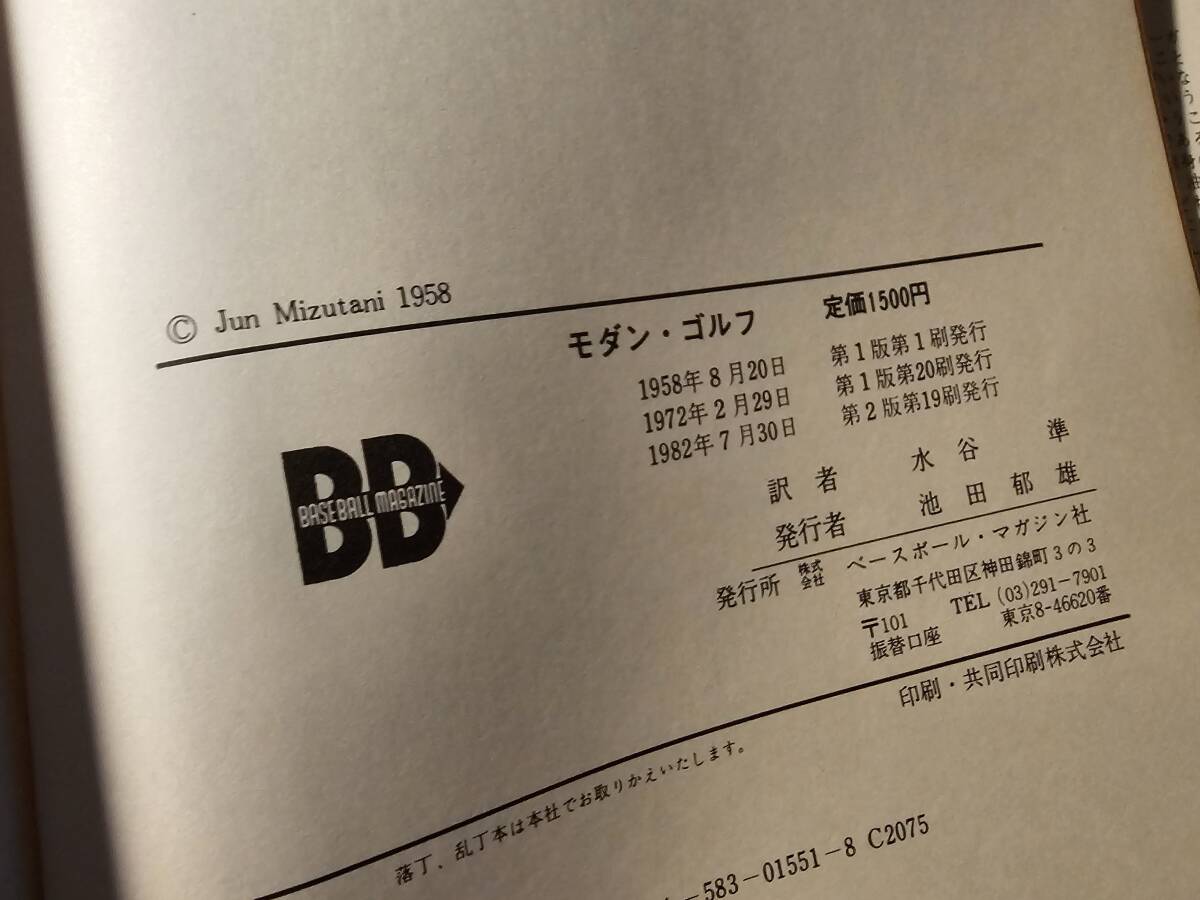 © Jun Mizutani 1958
モダン・ゴルフ 定価1500円
1958年8月20日 第1版第1刷発行
1972年2月29日 第1版第20刷発行
1982年7月30日 第2版第19刷発行
訳者 水谷 準
発行者 池田郁雄
発行所 株式会社 ベースボール・マガジン社
東京都千代田区神田錦町3の3
〒101 TEL (03)291-7901
振替口座 東京8-46620番
印刷・共同印刷株式会社
BB
BASEBALL MAGAZINE
落丁、乱丁本は本社でお取りかえいたします。
-583-01551-8 C2075